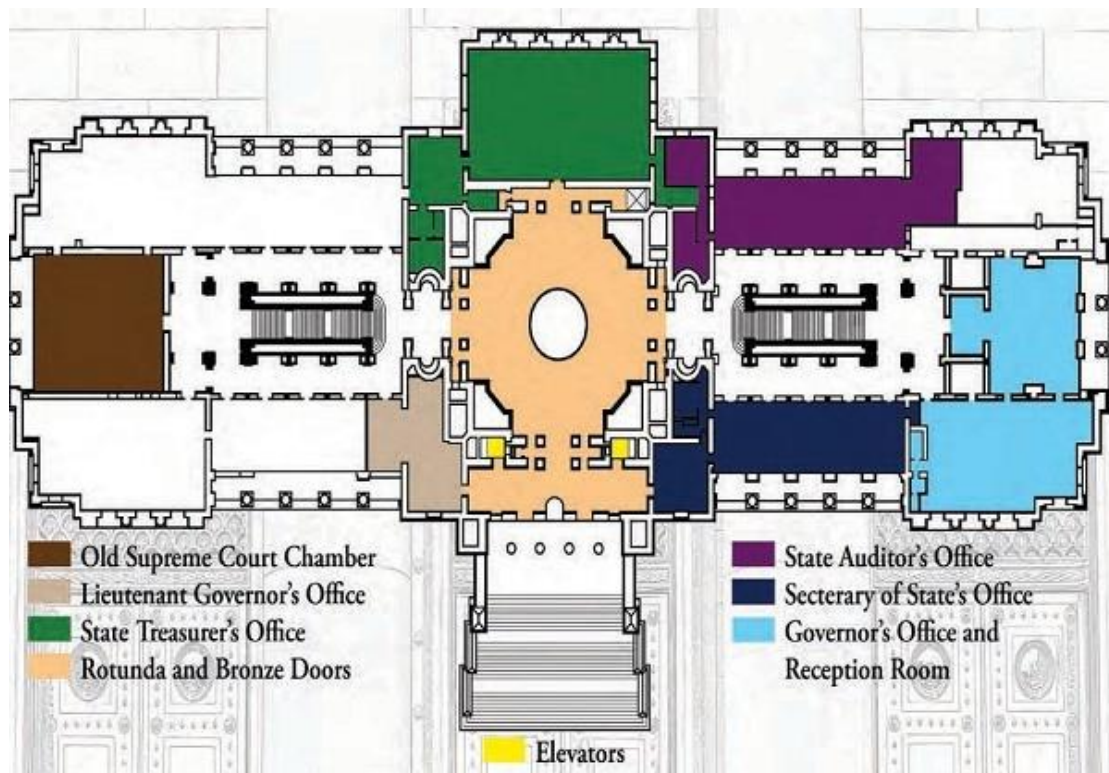 Old Supreme Court Chamber
Lieutenant Governor's Office
State Treasurer's Office
Rotunda and Bronze Doors
State Auditor's Office
Secterary of State's Office
Governor's Office and
Reception Room
Elevators